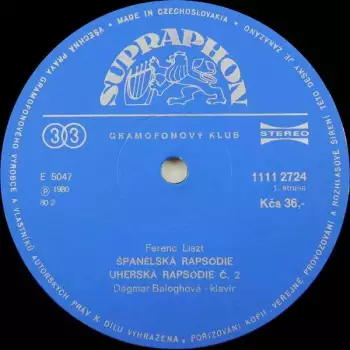 MADE IN CZECHOSLOVAKIA
VŠECHNA PRÁVA GRAMOFONOVÉHO VÝROBCE A VLASTNÍKŮ AUTORSKÝCH PRÁV K DÍLU VYHRAZENA. POŘIZOVÁNÍ KOPIÍ, VEŘEJNÉ PROVOZOVÁNÍ A ROZHLASOVÉ ŠÍŘENÍ TÉTO DESKY JE ZAKÁZÁNO
SUPRAPHON
33
GRAMOFONOVÝ KLUB
STEREO
E 5047
1111 2724
℗ 1980
1. strana
80 2
Kčs 36,-
Ferenc Liszt
ŠPANĚLSKÁ RAPSODIE
UHERSKÁ RAPSODIE Č. 2
Dagmar Baloghová - klavír